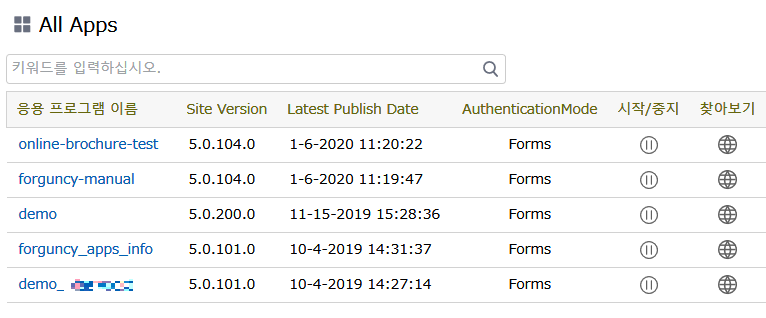 All Apps
키워드를 입력하십시오.
응용 프로그램 이름 Site Version Latest Publish Date AuthenticationMode 시작/중지 찾아보기
online-brochure-test 5.0.104.0 1-6-2020 11:20:22 Forms
forguncy-manual 5.0.104.0 1-6-2020 11:19:47 Forms
demo 5.0.200.0 11-15-2019 15:28:36 Forms
forguncy_apps_info 5.0.101.0 10-4-2019 14:31:37 Forms
demo_ 5.0.101.0 10-4-2019 14:27:14 Forms